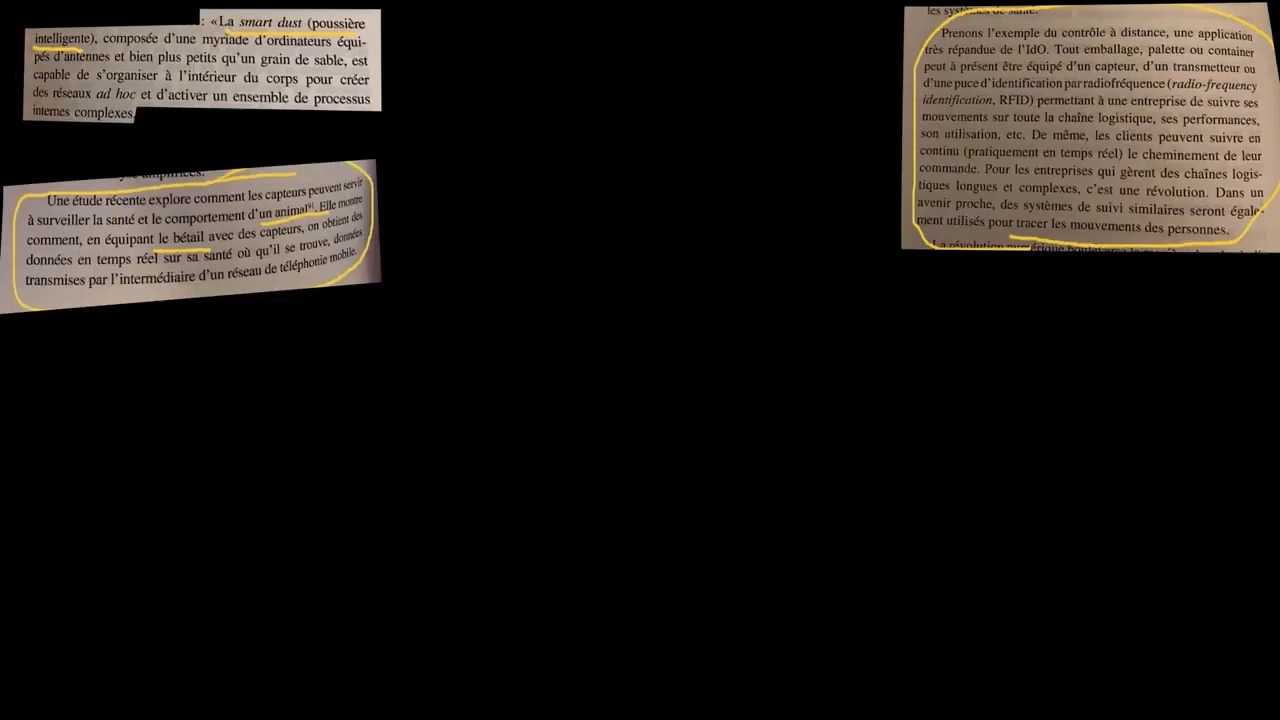 : «La smart dust (poussière
intelligente), composée d'une myriade d'ordinateurs équi-
pés d'antennes et bien plus petits qu'un grain de sable, est
capable de s'organiser à l'intérieur du corps pour créer
des réseaux ad hoc et d'activer un ensemble de processus
internes complexes.
amplifiées.
Une étude récente explore comment les capteurs peuvent servir
à surveiller la santé et le comportement d'un animal⁹¹. Elle montre
comment, en équipant le bétail avec des capteurs, on obtient des
données en temps réel sur sa santé où qu'il se trouve, données
transmises par l'intermédiaire d'un réseau de téléphonie mobile.
les systèmes de santé.
Prenons l'exemple du contrôle à distance, une application
très répandue de l'IdO. Tout emballage, palette ou container
peut à présent être équipé d'un capteur, d'un transmetteur ou
d'une puce d'identification par radiofréquence (radio-frequency
identification, RFID) permettant à une entreprise de suivre ses
mouvements sur toute la chaîne logistique, ses performances,
son utilisation, etc. De même, les clients peuvent suivre en
continu (pratiquement en temps réel) le cheminement de leur
commande. Pour les entreprises qui gèrent des chaînes logis-
tiques longues et complexes, c'est une révolution. Dans un
avenir proche, des systèmes de suivi similaires seront égale-
ment utilisés pour tracer les mouvements des personnes.
La révolution numérique